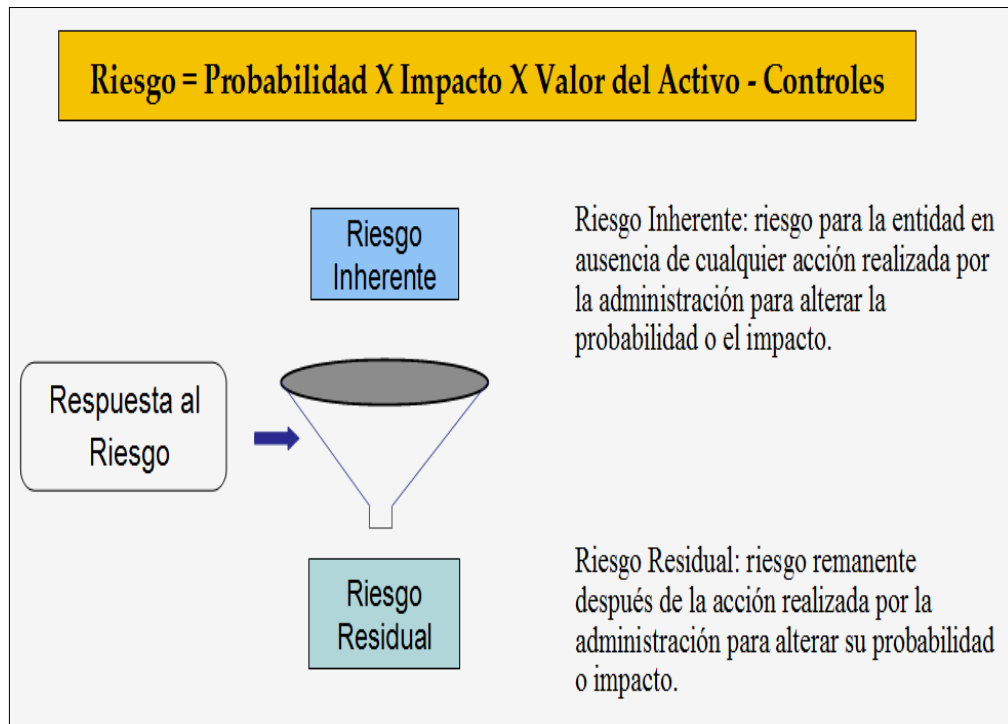 Riesgo = Probabilidad X Impacto X Valor del Activo - Controles
Riesgo
Inherente
Riesgo Inherente: riesgo para la entidad en
ausencia de cualquier acción realizada por
la administración para alterar la
probabilidad o el impacto.
Respuesta al
Riesgo
Riesgo
Residual
Riesgo Residual: riesgo remanente
después de la acción realizada por la
administración para alterar su probabilidad
o impacto.